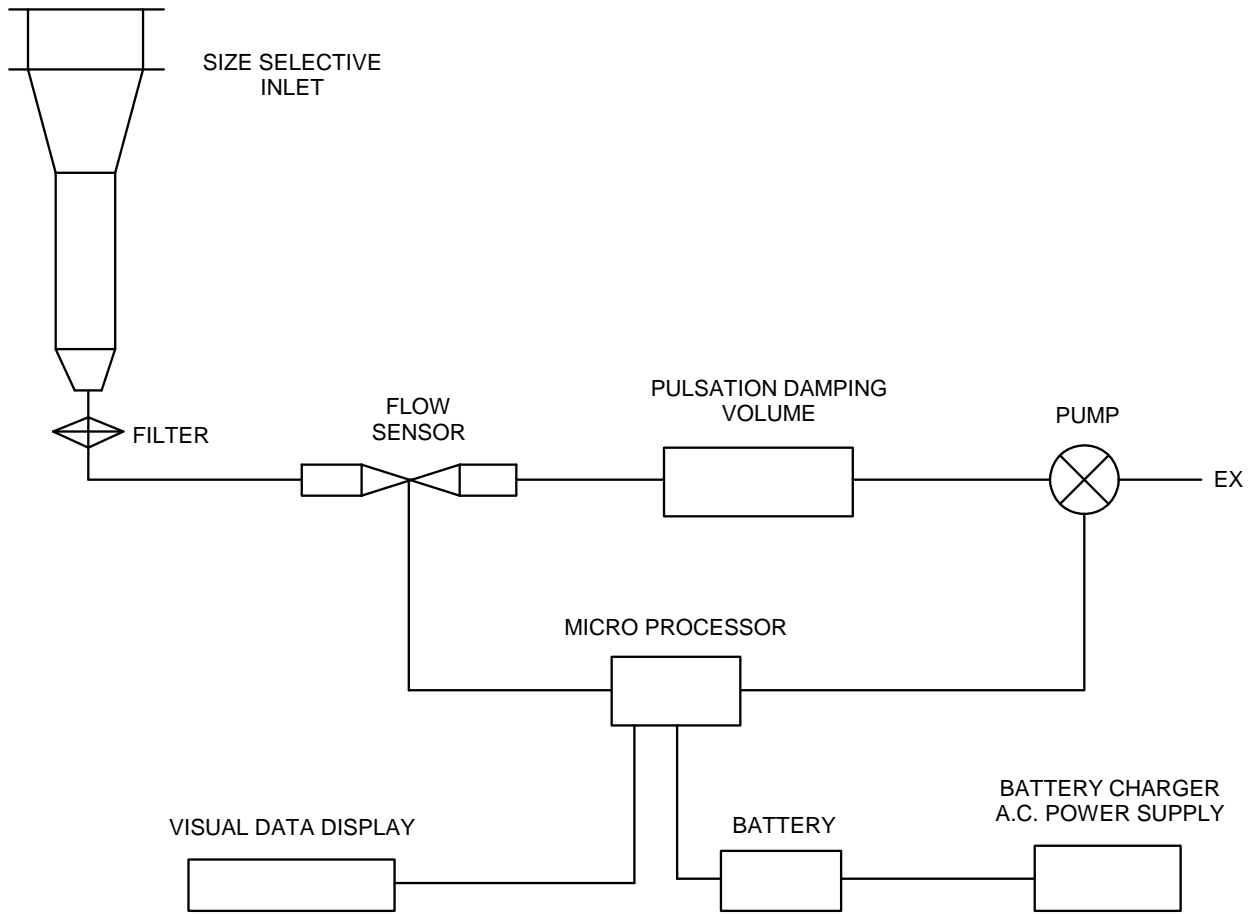 SIZE SELECTIVE
INLET
FILTER
FLOW
SENSOR
PULSATION DAMPING
VOLUME
PUMP
EX
MICRO PROCESSOR
VISUAL DATA DISPLAY
BATTERY
BATTERY CHARGER
A.C. POWER SUPPLY